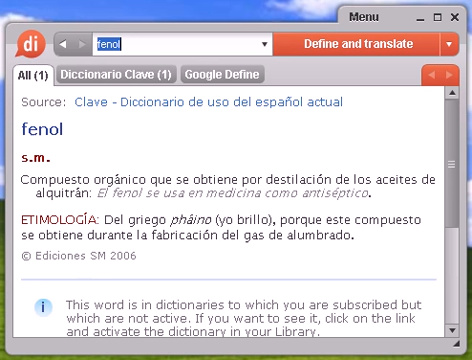 Menu
di
fenol
Define and translate
All (1)
Diccionario Clave (1)
Google Define
Source: Clave - Diccionario de uso del español actual
fenol
s.m.
Compuesto orgánico que se obtiene por destilación de los aceites de
alquitrán: El fenol se usa en medicina como antiséptico.
ETIMOLOGÍA: Del griego pháino (yo brillo), porque este compuesto
se obtiene durante la fabricación del gas de alumbrado.
© Ediciones SM 2006
i
This word is in dictionaries to which you are subscribed but
which are not active. If you want to see it, click on the link
and activate the dictionary in your Library.